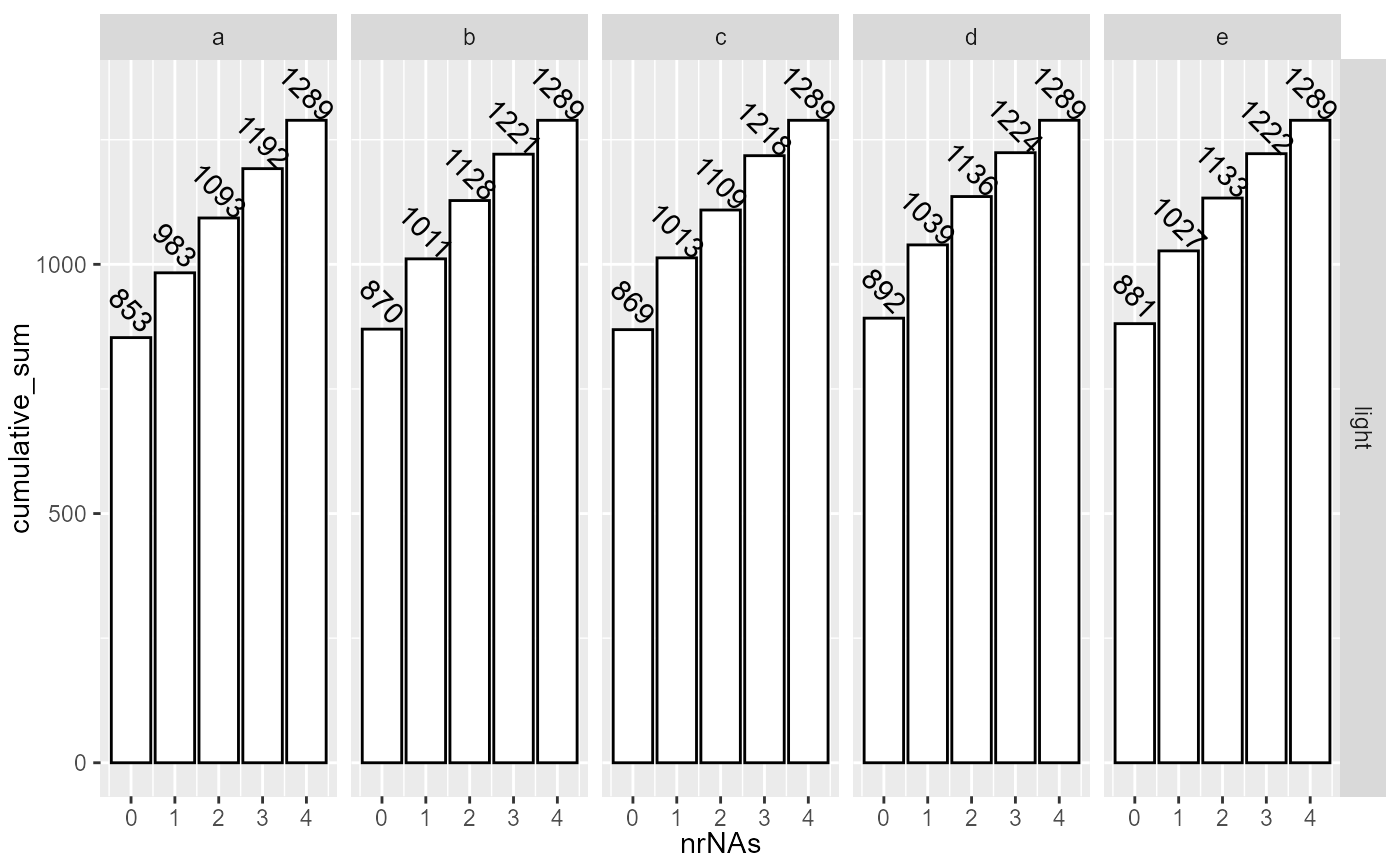 a b c d e
853 983 1093 1192 1289
870 1011 1128 1221 1289
869 1013 1109 1218 1289
892 1039 1136 1224 1289
881 1027 1133 1222 1289
light
cumulative_sum
1000
500
0
0 1 2 3 4 0 1 2 3 4 0 1 2 3 4 0 1 2 3 4 0 1 2 3 4
nrNAs